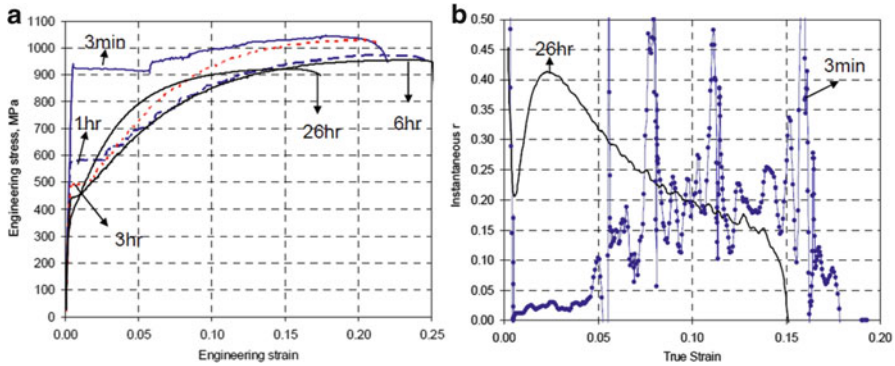 a
1100
1000
900
800
700
600
500
400
300
200
100
0
Engineering stress, MPa
3min
1hr
3hr
26hr
6hr
0.00 0.05 0.10 0.15 0.20 0.25
Engineering strain
b
0.50
0.45
0.40
0.35
0.30
0.25
0.20
0.15
0.10
0.05
0.00
Instantaneous r
26hr
3min
0.00 0.05 0.10 0.15 0.20
True Strain